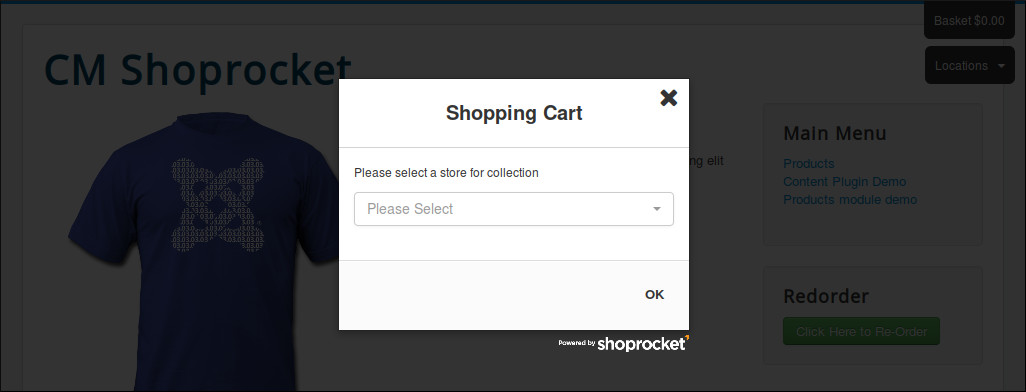 Basket $0.00
Locations
CM Shoprocket
Shopping Cart
Please select a store for collection
Please Select
OK
Powered by shoprocket
ng elit
Main Menu
Products
Content Plugin Demo
Products module demo
Redorder
Click Here to Re-Order